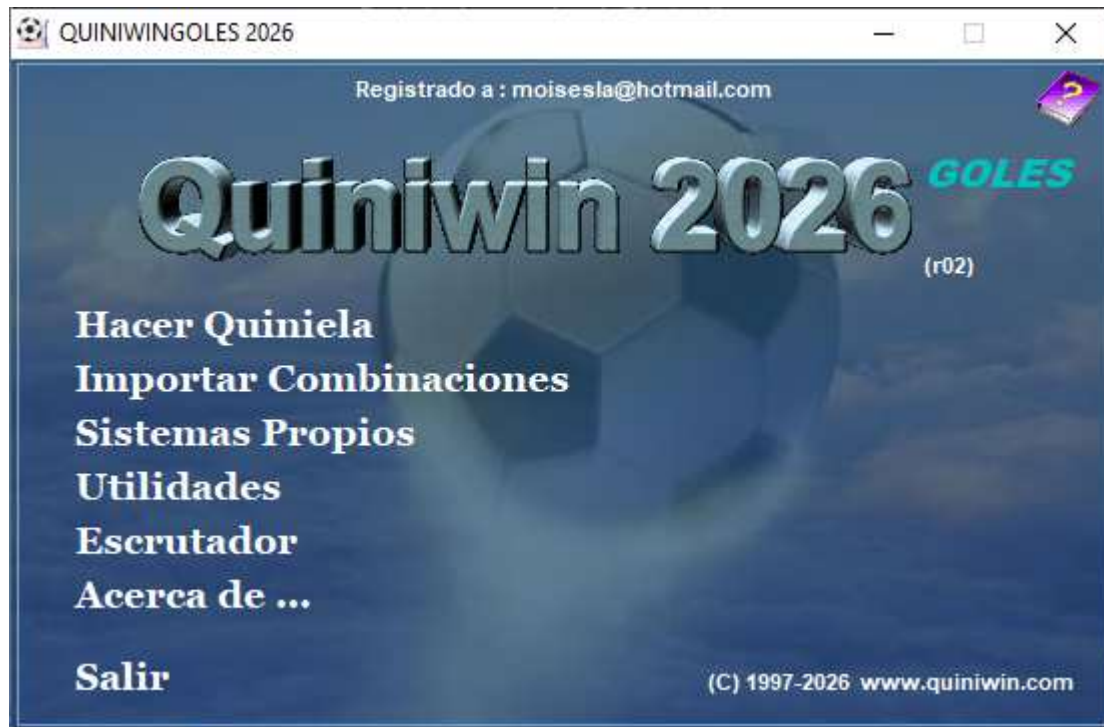 QUINIWINGOLES 2026
Registrado a : moisesla@hotmail.com
?
Quiniwin 2026 GOLES
(r02)
Hacer Quiniela
Importar Combinaciones
Sistemas Propios
Utilidades
Escrutador
Acerca de ...
Salir
(C) 1997-2026 www.quiniwin.com